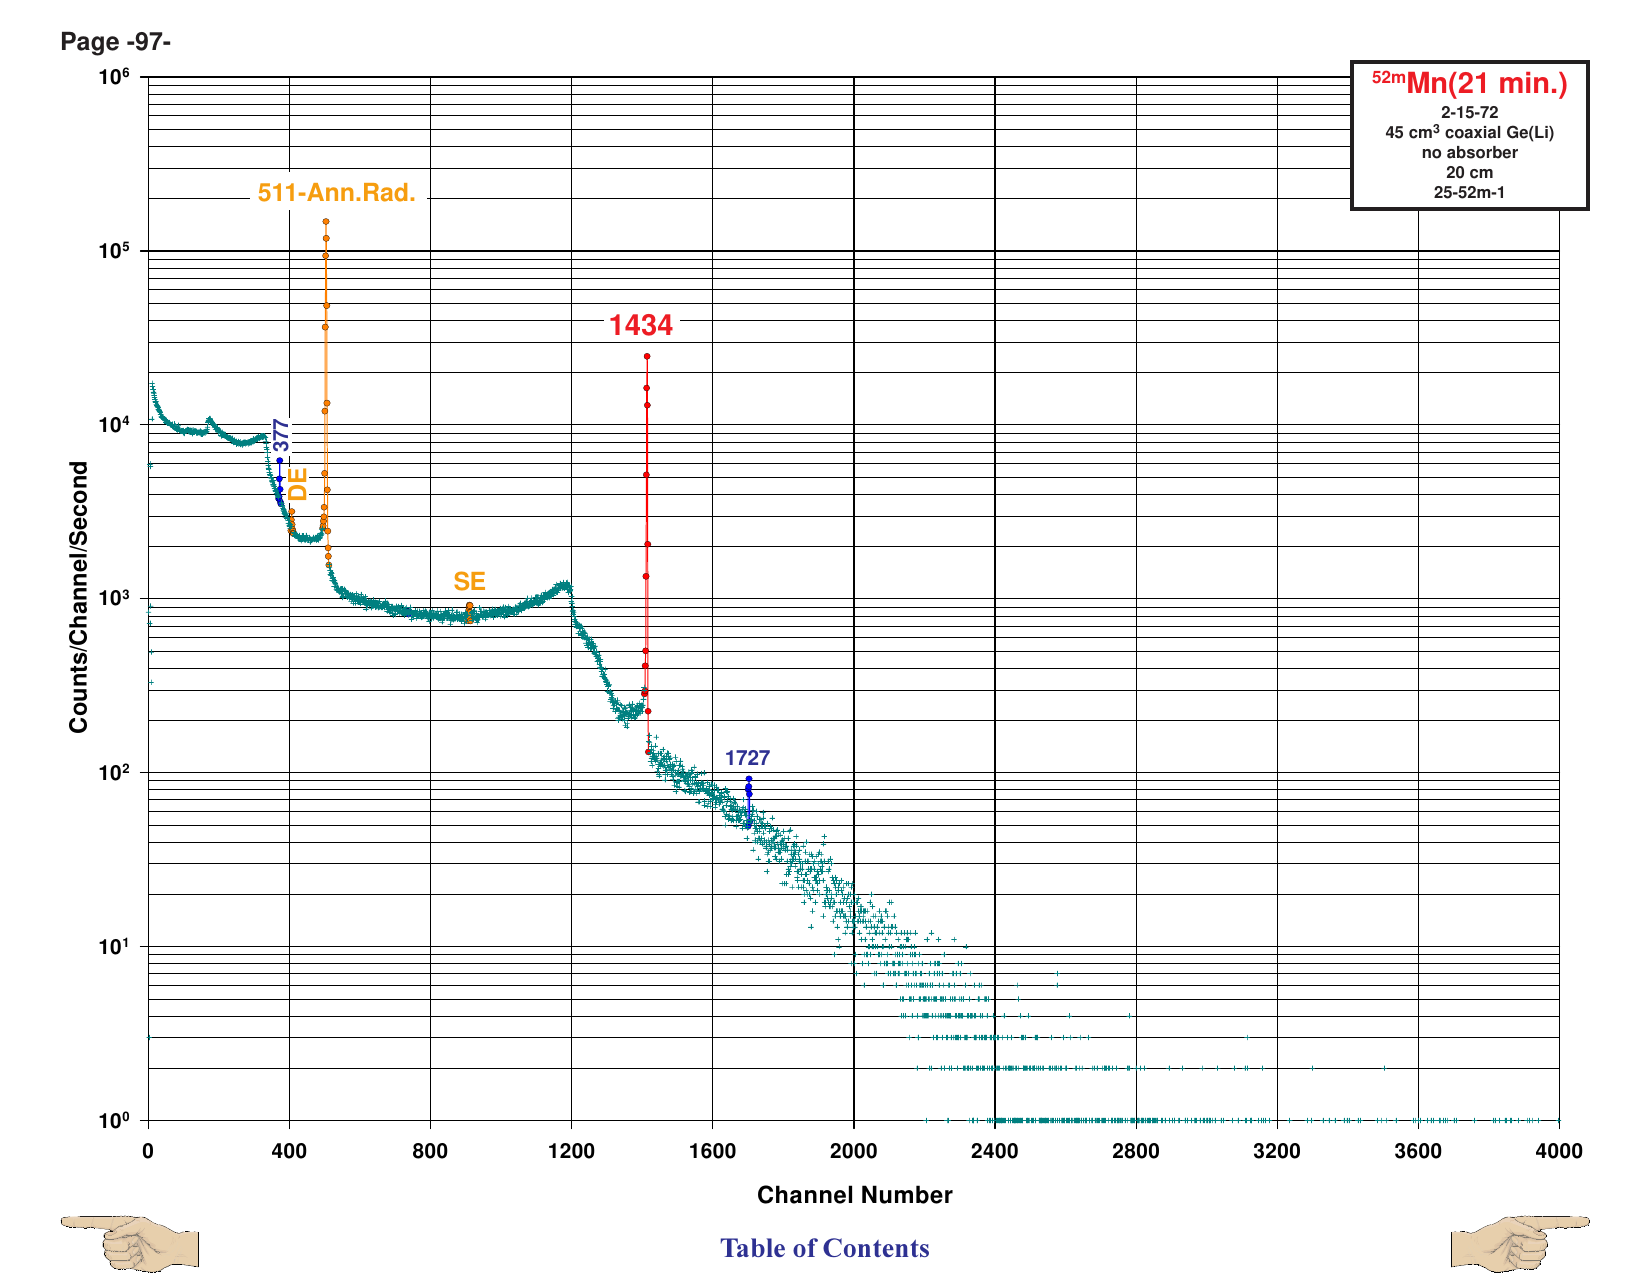 Page -97-
52mMn(21 min.)
2-15-72
45 cm3 coaxial Ge(Li)
no absorber
20 cm
25-52m-1
511-Ann.Rad.
1434
377
DE
SE
1727
Counts/Channel/Second
10^6
10^5
10^4
10^3
10^2
10^1
10^0
0 400 800 1200 1600 2000 2400 2800 3200 3600 4000
Channel Number
Table of Contents